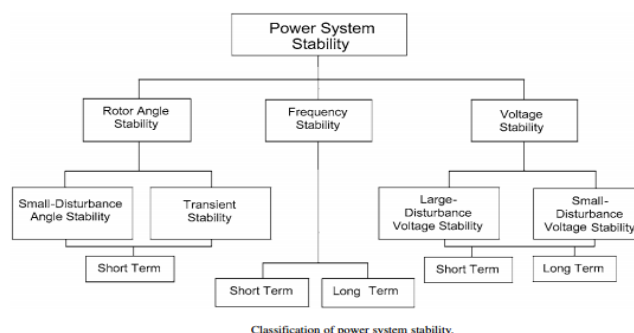 Power System
Stability
Rotor Angle
Stability
Frequency
Stability
Voltage
Stability
Small-Disturbance
Angle Stability
Transient
Stability
Large-
Disturbance
Voltage Stability
Small-
Disturbance
Voltage Stability
Short Term
Short Term
Long Term
Short Term
Long Term
Classification of power system stability.